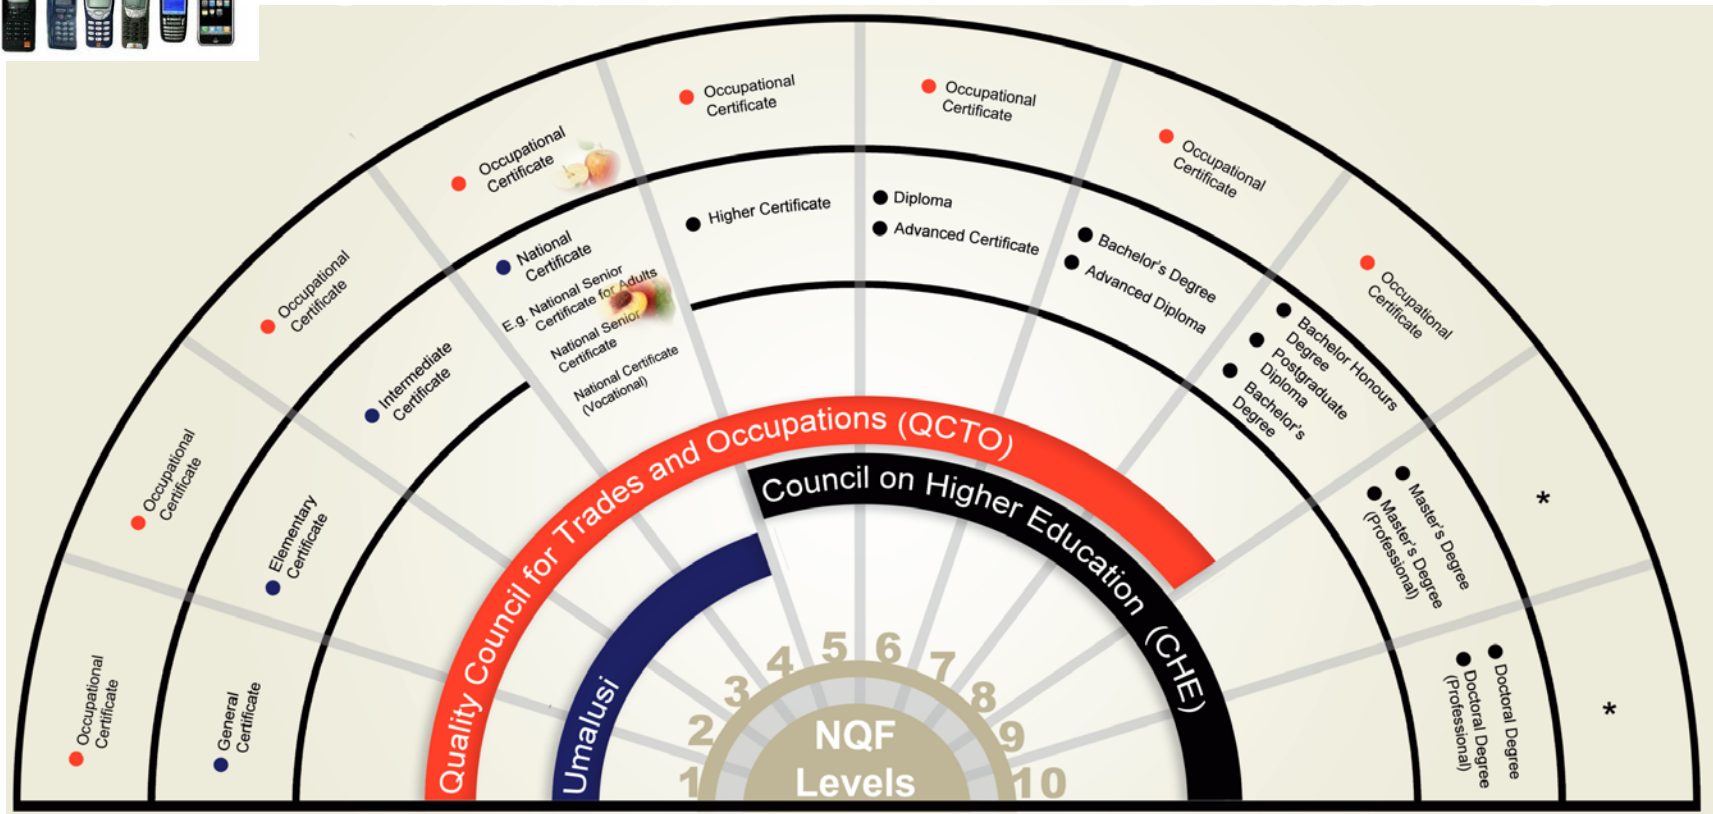 Occupational
Certificate
General
Certificate
Occupational
Certificate
Elementary
Certificate
Occupational
Certificate
Intermediate
Certificate
Occupational
Certificate
National
Certificate
E.g. National Senior
Certificate for Adults
National Senior
Certificate
National Certificate
(Vocational)
Occupational
Certificate
Higher Certificate
Occupational
Certificate
Diploma
Advanced Certificate
Occupational
Certificate
Bachelor's Degree
Advanced Diploma
Occupational
Certificate
Bachelor Honours
Degree
Postgraduate
Diploma
Bachelor's
Degree
*
Master's Degree
Master's Degree
(Professional)
*
Doctoral Degree
Doctoral Degree
(Professional)
Quality Council for Trades and Occupations (QCTO)
Council on Higher Education (CHE)
Umalusi
1
2
3
4
5
6
7
8
9
10
NQF
Levels